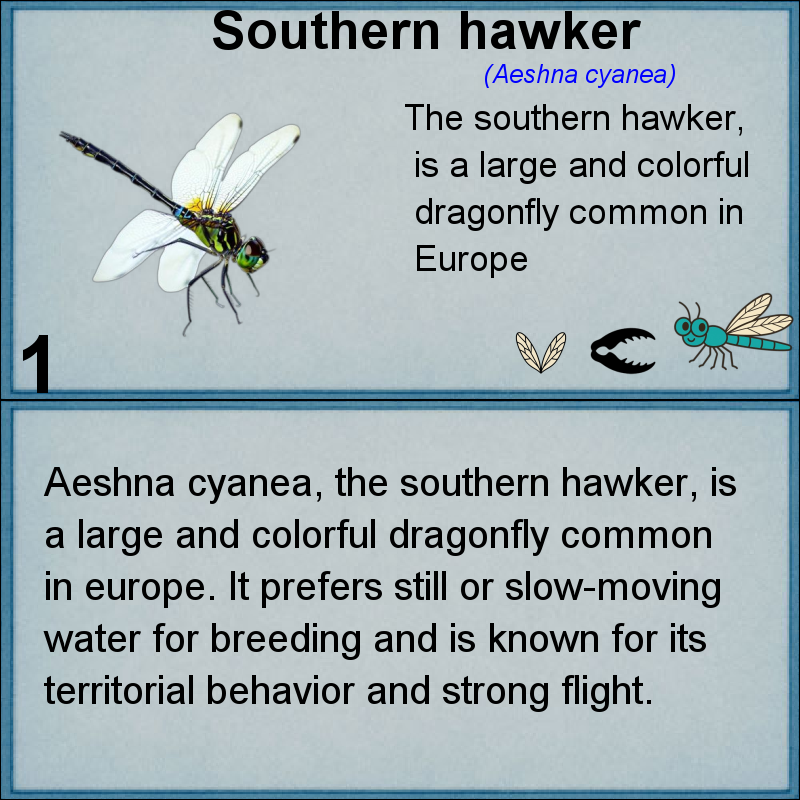 Southern hawker
(Aeshna cyanea)
The southern hawker,
is a large and colorful
dragonfly common in
Europe
1
Aeshna cyanea, the southern hawker, is
a large and colorful dragonfly common
in europe. It prefers still or slow-moving
water for breeding and is known for its
territorial behavior and strong flight.